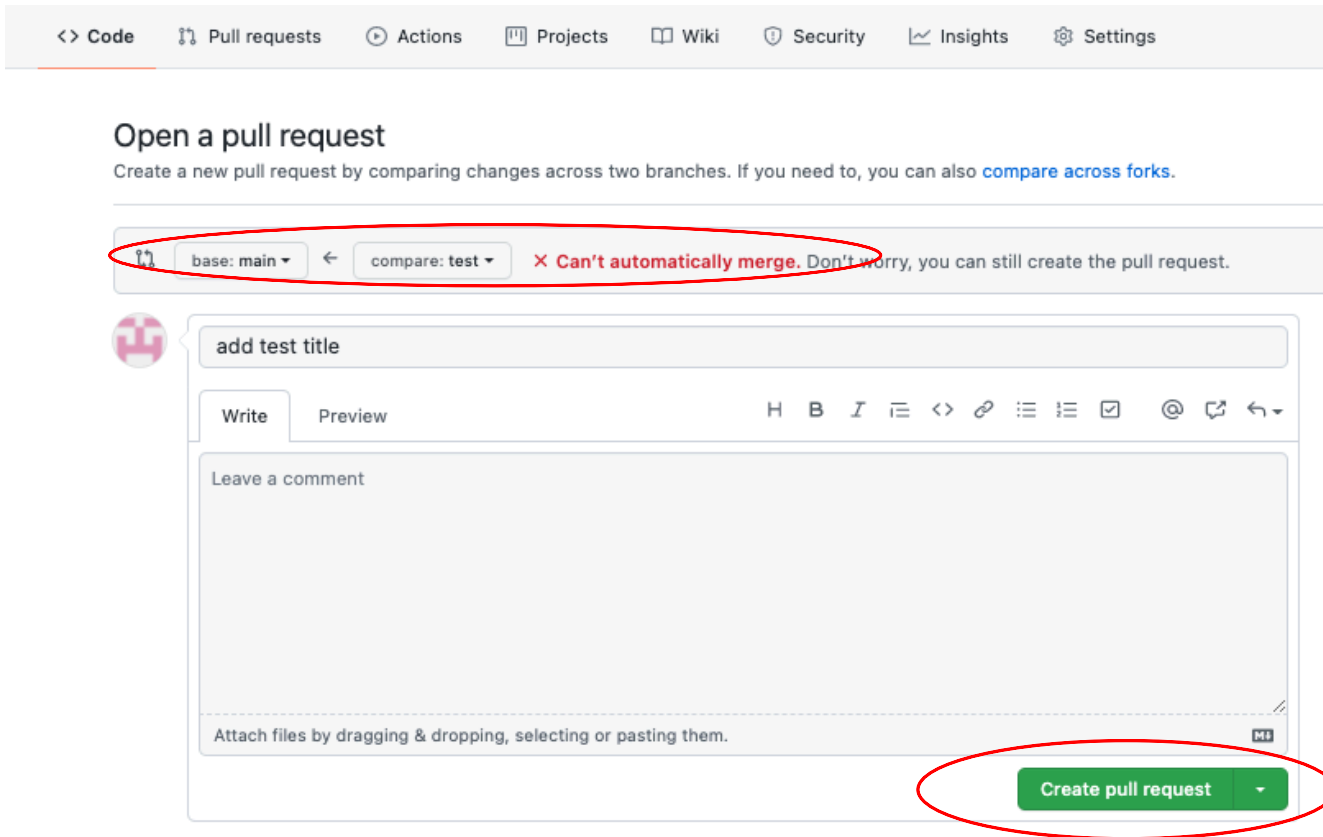 <> Code Pull requests Actions Projects Wiki Security Insights Settings
Open a pull request
Create a new pull request by comparing changes across two branches. If you need to, you can also compare across forks.
base: main ← compare: test × Can't automatically merge. Don't worry, you can still create the pull request.
add test title
Write Preview H B I <> @
Leave a comment
Attach files by dragging & dropping, selecting or pasting them.
Create pull request